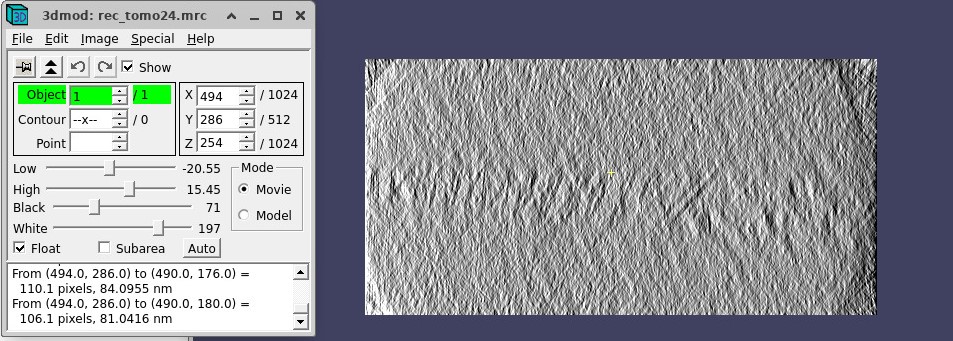 3dmod: rec_tomo24.mrc
File Edit Image Special Help
Show
Object 1 / 1
Contour --x-- / 0
Point
X 494 / 1024
Y 286 / 512
Z 254 / 1024
Low -20.55
High 15.45
Black 71
White 197
Mode
Movie
Model
Float Subarea Auto
From (494.0, 286.0) to (490.0, 176.0) =
110.1 pixels, 84.0955 nm
From (494.0, 286.0) to (490.0, 180.0) =
106.1 pixels, 81.0416 nm